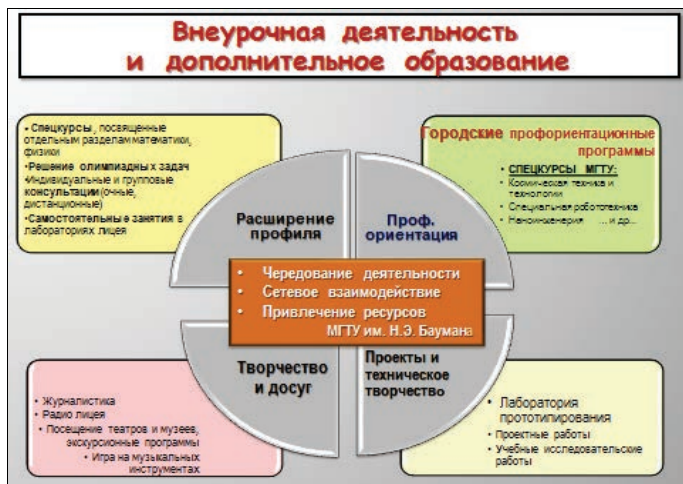 Внеурочная деятельность
и дополнительное образование
• Спецкурсы, посвященные
отдельным разделам математики,
физики
•Решение олимпиадных задач
•Индивидуальные и групповые
консультации (очные,
дистанционные)
•Самостоятельные занятия в
лабораториях лицея
Городские профориентационные
программы
• СПЕЦКУРСЫ МГТУ:
• Космическая техника и
технологии
• Специальная робототехника
• Наноинженерия ... и др...
Расширение
профиля
Проф.
ориентация
• Чередование деятельности
• Сетевое взаимодействие
• Привлечение ресурсов
МГТУ им. Н.Э. Баумана
Творчество
и досуг
Проекты и
техническое
творчество
• Журналистика
• Радио лицея
• Посещение театров и музеев,
экскурсионные программы
• Игра на музыкальных
инструментах
• Лаборатория
прототипирования
• Проектные работы
• Учебные исследовательские
работы